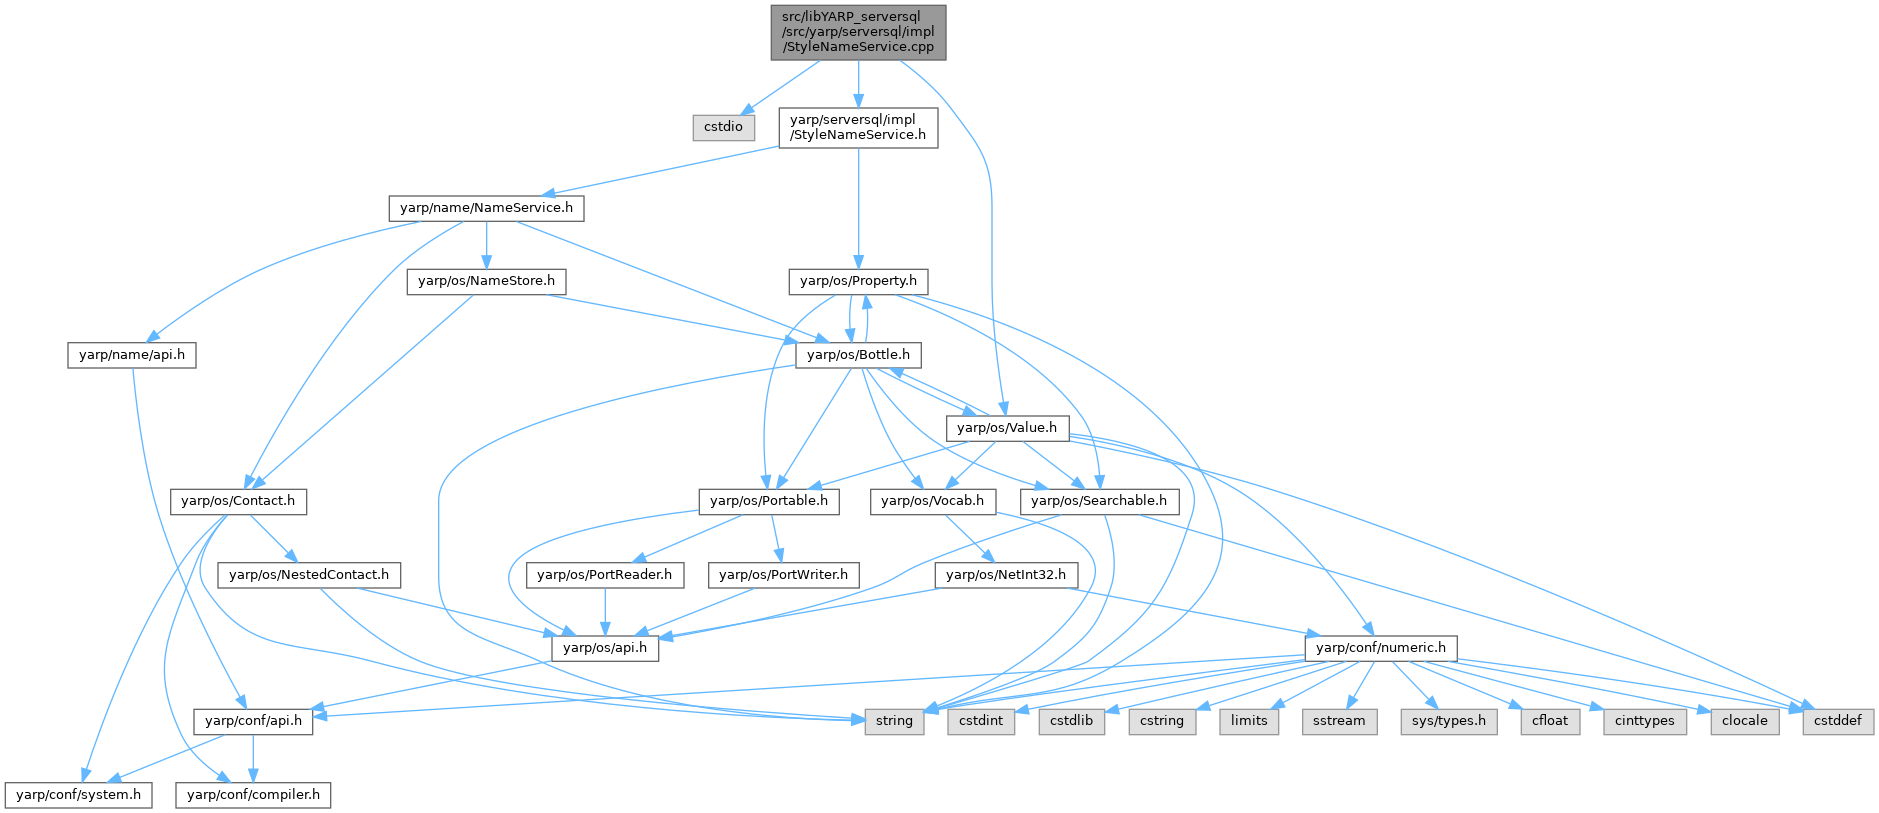 src/libYARP_serversql
/src/yarp/serversql/impl
/StyleNameService.cpp
cstdio
yarp/serversql/impl
/StyleNameService.h
yarp/name/NameService.h
yarp/os/NameStore.h
yarp/os/Property.h
yarp/name/api.h
yarp/os/Bottle.h
yarp/os/Value.h
yarp/os/Contact.h
yarp/os/Portable.h
yarp/os/Vocab.h
yarp/os/Searchable.h
yarp/os/NestedContact.h
yarp/os/PortReader.h
yarp/os/PortWriter.h
yarp/os/NetInt32.h
yarp/os/api.h
yarp/conf/numeric.h
yarp/conf/api.h
string
cstdint
cstdlib
cstring
limits
sstream
sys/types.h
cfloat
cinttypes
clocale
cstddef
yarp/conf/system.h
yarp/conf/compiler.h